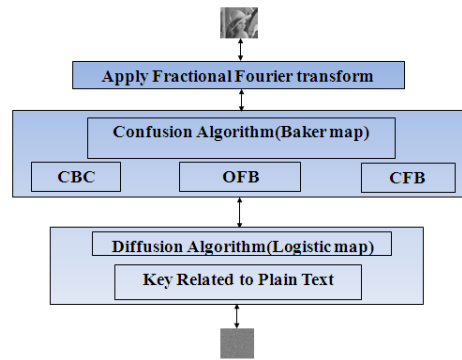 Apply Fractional Fourier transform
Confusion Algorithm(Baker map)
CBC OFB CFB
Diffusion Algorithm(Logistic map)
Key Related to Plain Text